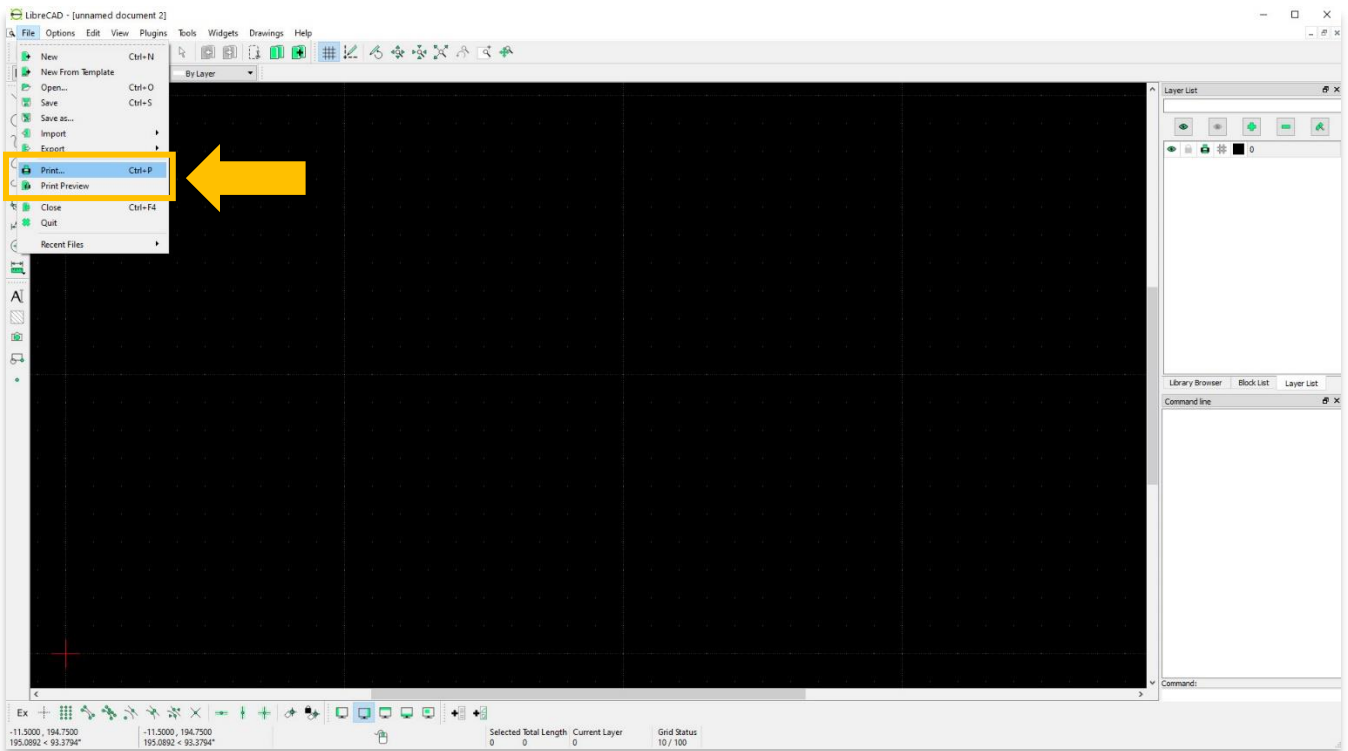 LibreCAD - [unnamed document 2]
File Options Edit View Plugins Tools Widgets Drawings Help
New Ctrl+N
New From Template
By Layer
Open... Ctrl+O
Save Ctrl+S
Save as...
Import
Export
Print... Ctrl+P
Print Preview
Close Ctrl+F4
Quit
Recent Files
Layer List
0
Library Browser Block List Layer List
Command line
Command:
Ex
-11.5000 , 194.7500 -11.5000 , 194.7500 Selected Total Length Current Layer Grid Status
195.0892 < 93.3794° 195.0892 < 93.3794° 0 0 0 10 / 100